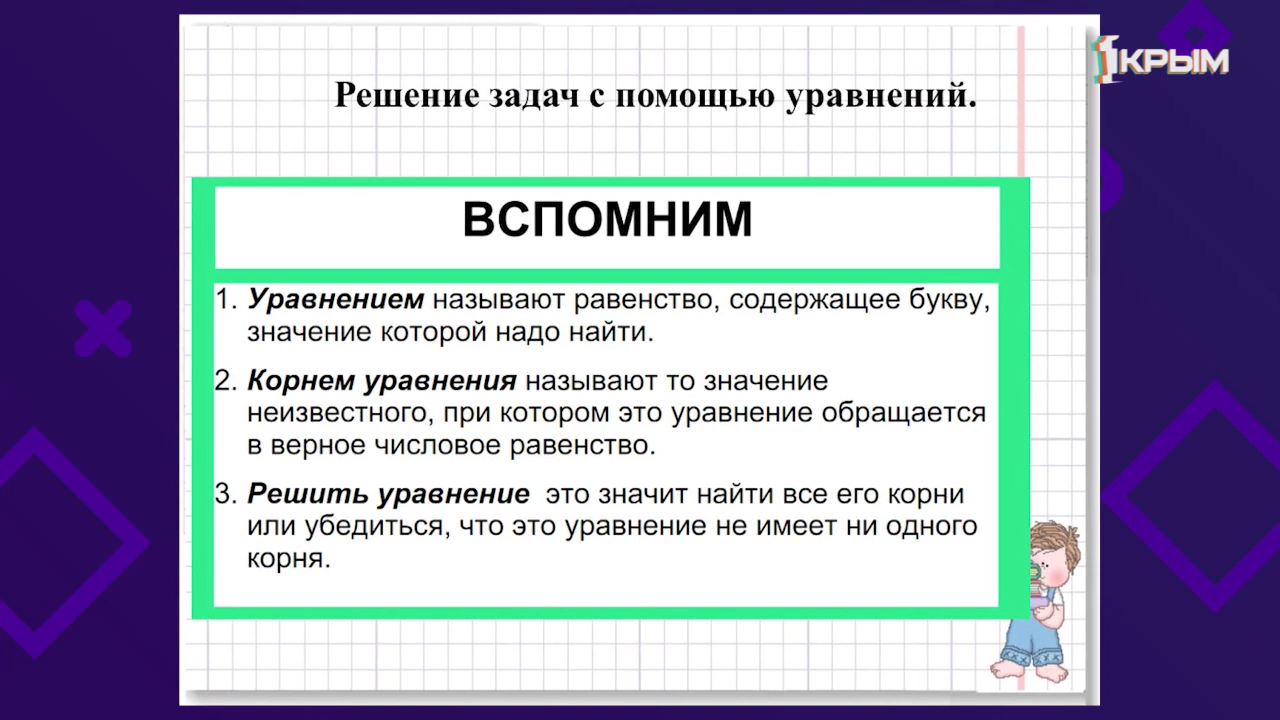 1КРЫМ
Решение задач с помощью уравнений.
ВСПОМНИМ
1. Уравнением называют равенство, содержащее букву,
значение которой надо найти.
2. Корнем уравнения называют то значение
неизвестного, при котором это уравнение обращается
в верное числовое равенство.
3. Решить уравнение это значит найти все его корни
или убедиться, что это уравнение не имеет ни одного
корня.